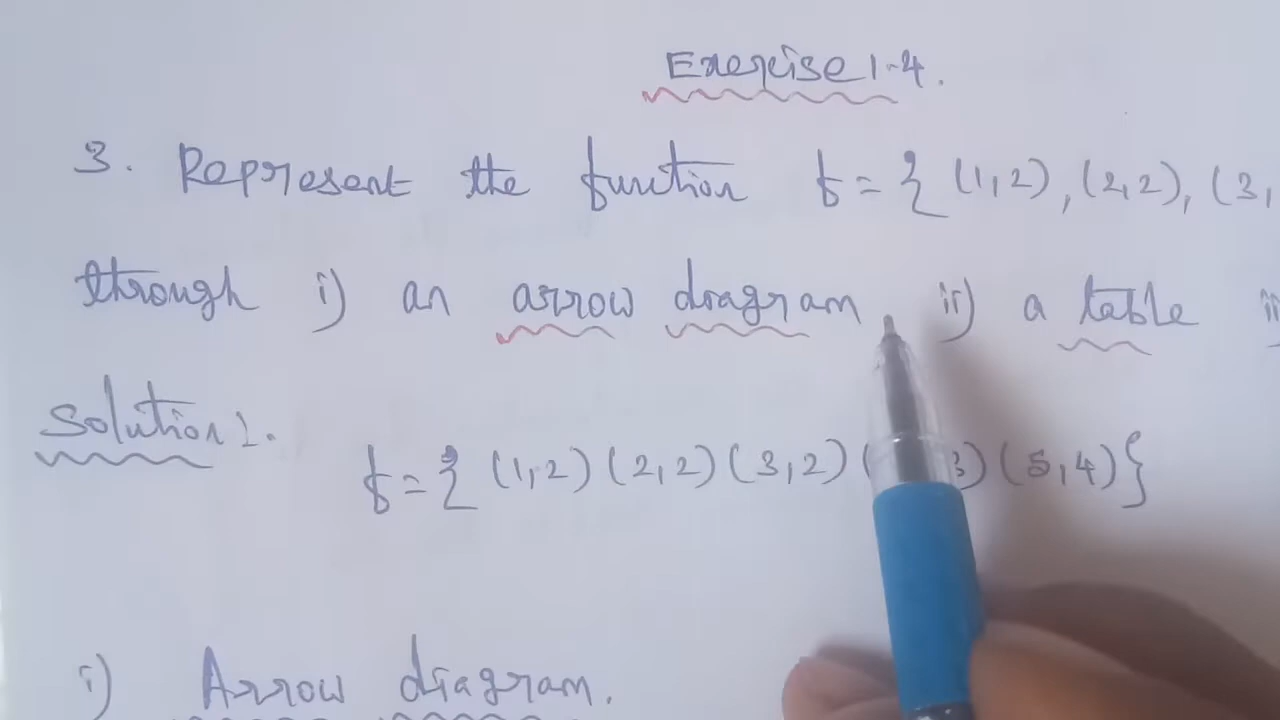 Exercise 1.4.
3. Represent the function f = { (1,2), (2,2), (3,
through i) an arrow diagram ii) a table
Solution:.
f = { (1,2) (2,2) (3,2) ( 3) (5,4) }
i) Arrow diagram.